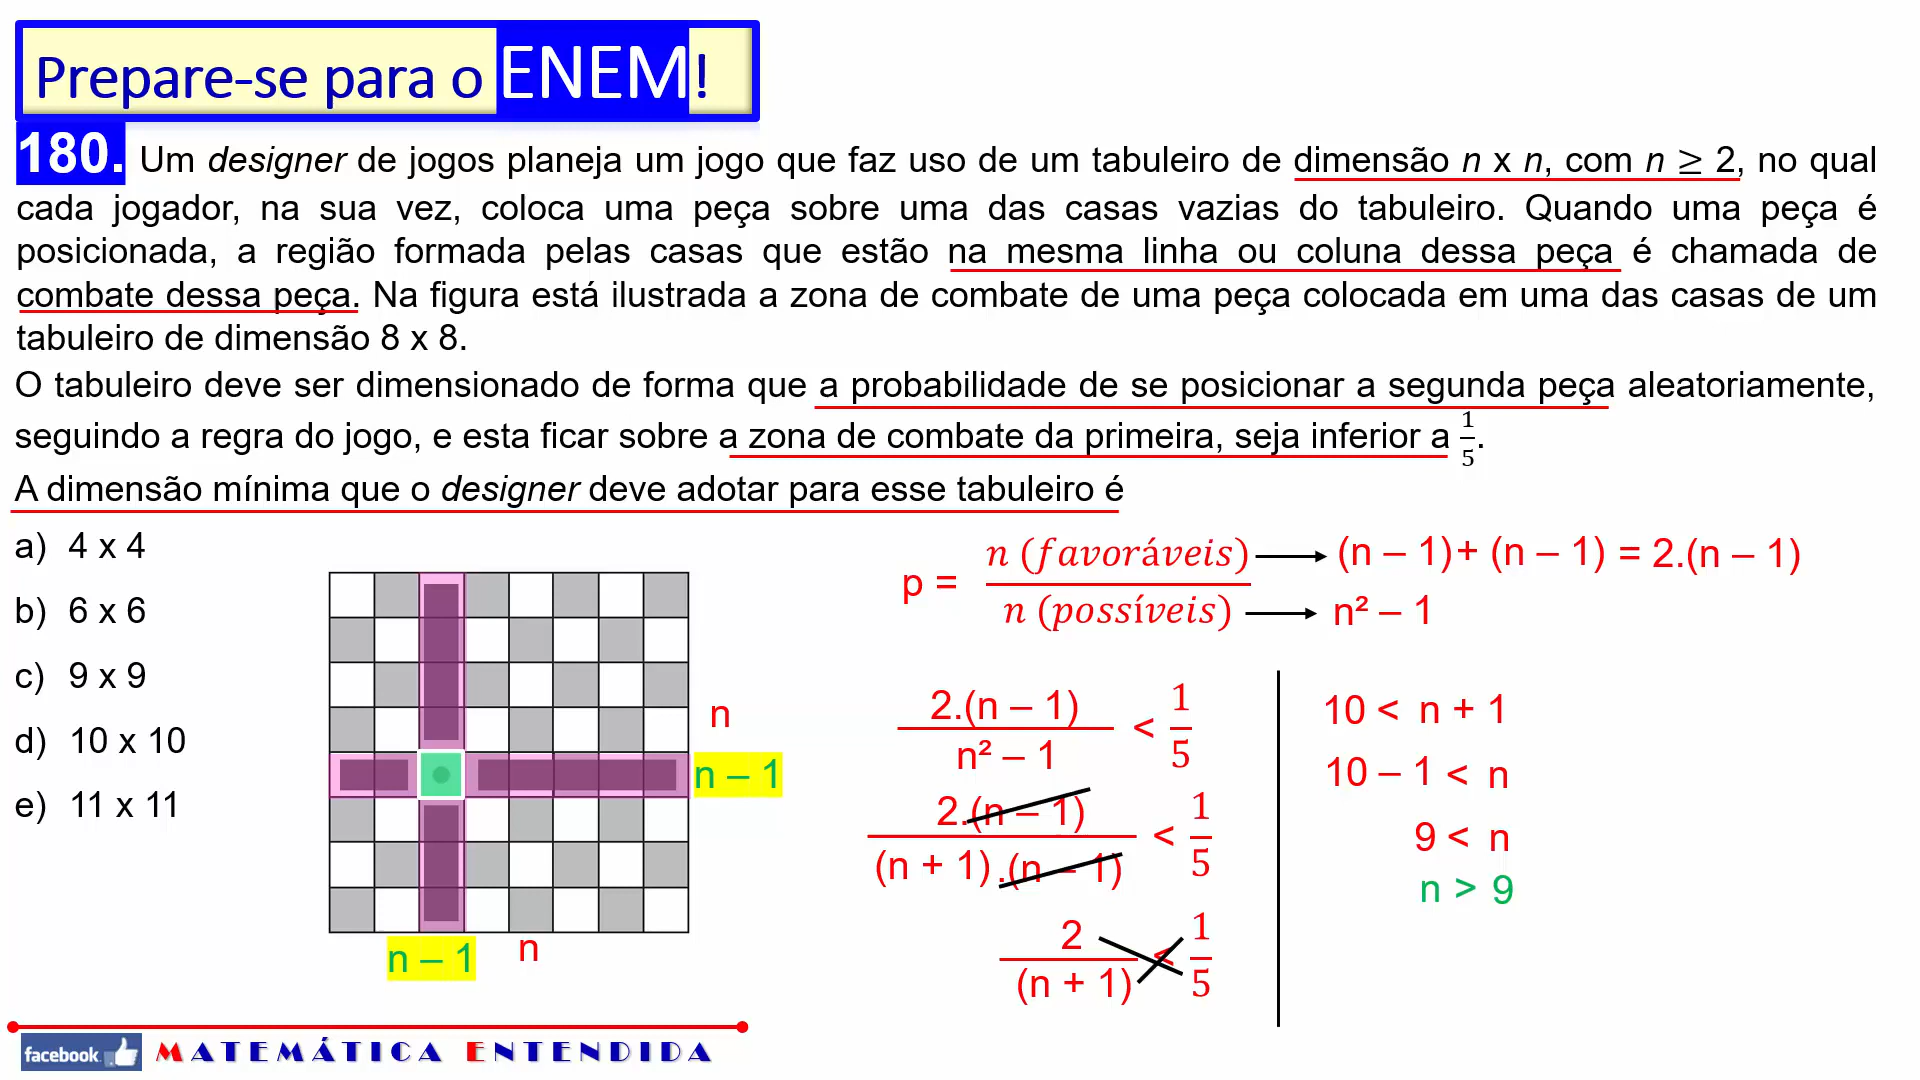 Prepare-se para o ENEM!
180. Um designer de jogos planeja um jogo que faz uso de um tabuleiro de dimensão n x n, com n ≥ 2, no qual
cada jogador, na sua vez, coloca uma peça sobre uma das casas vazias do tabuleiro. Quando uma peça é
posicionada, a região formada pelas casas que estão na mesma linha ou coluna dessa peça é chamada de
combate dessa peça. Na figura está ilustrada a zona de combate de uma peça colocada em uma das casas de um
tabuleiro de dimensão 8 x 8.
O tabuleiro deve ser dimensionado de forma que a probabilidade de se posicionar a segunda peça aleatoriamente,
seguindo a regra do jogo, e esta ficar sobre a zona de combate da primeira, seja inferior a 1/5.
A dimensão mínima que o designer deve adotar para esse tabuleiro é
a) 4 x 4
b) 6 x 6
c) 9 x 9
d) 10 x 10
e) 11 x 11
n
n – 1
n – 1
n
p = n (favoráveis) / n (possíveis)
(n – 1) + (n – 1) = 2.(n – 1)
n² – 1
2.(n – 1) / n² – 1 < 1/5
2.(n – 1) / (n + 1).(n – 1) < 1/5
2 / (n + 1) < 1/5
10 < n + 1
10 – 1 < n
9 < n
n > 9
facebook
MATEMÁTICA ENTENDIDA